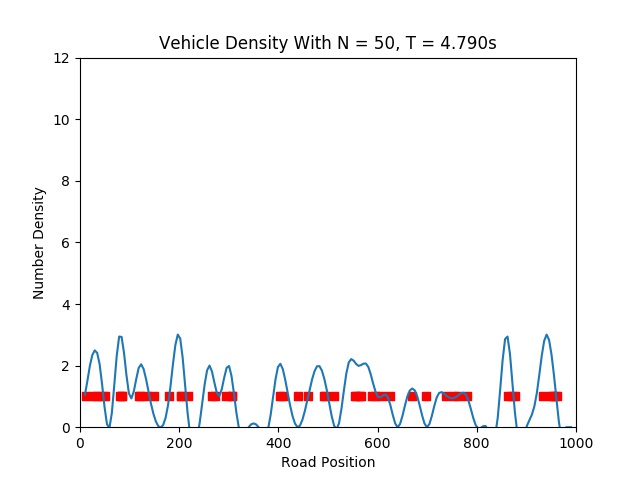 Vehicle Density With N = 50, T = 4.790s
12
10
8
6
4
2
0
Number Density
0 200 400 600 800 1000
Road Position